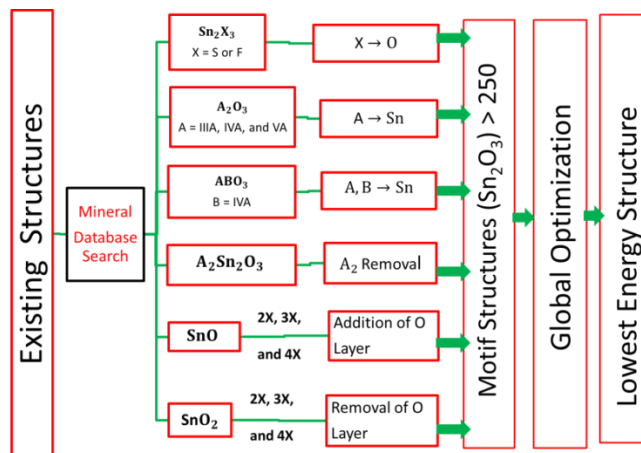 Existing Structures
Mineral
Database
Search
Sn₂X₃
X = S or F
X → O
A₂O₃
A = IIIA, IVA, and VA
A → Sn
ABO₃
B = IVA
A, B → Sn
A₂Sn₂O₃
A₂ Removal
SnO
2X, 3X,
and 4X
Addition of O
Layer
SnO₂
2X, 3X,
and 4X
Removal of O
Layer
Motif Structures (Sn₂O₃) > 250
Global Optimization
Lowest Energy Structure